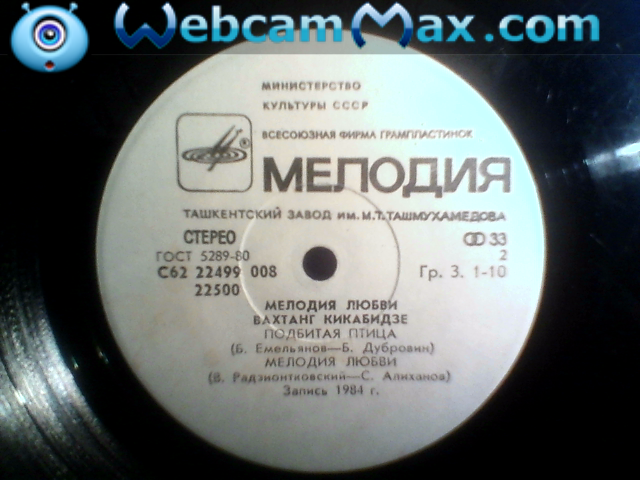 WebcamMax.com
МИНИСТЕРСТВО
КУЛЬТУРЫ СССР
ВСЕСОЮЗНАЯ ФИРМА ГРАМПЛАСТИНОК
МЕЛОДИЯ
ТАШКЕНТСКИЙ ЗАВОД ИМ. М.Т. ТАШМУХАМЕДОВА
СТЕРЕО 33
ГОСТ 5289-80 2
С62 22499 008 Гр. 3. 1-10
22500
МЕЛОДИЯ ЛЮБВИ
ВАХТАНГ КИКАБИДЗЕ
ПОДБИТАЯ ПТИЦА
(Б. Емельянов—Б. Дубровин)
МЕЛОДИЯ ЛЮБВИ
(В. Радзионтковский—С. Алиханов)
Запись 1984 г.